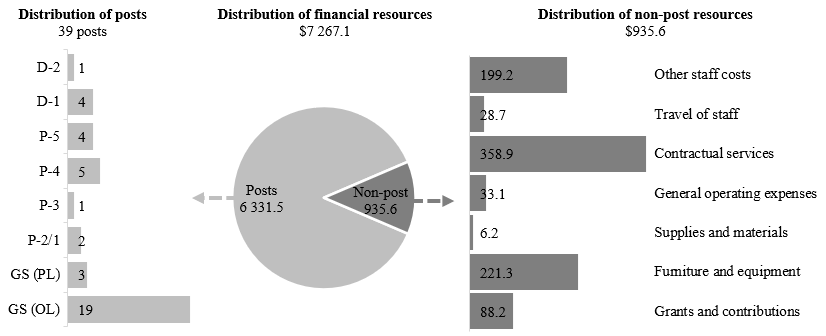 Distribution of posts
39 posts
D-2 1
D-1 4
P-5 4
P-4 5
P-3 1
P-2/1 2
GS (PL) 3
GS (OL) 19
Distribution of financial resources
$7 267.1
Posts
6 331.5
Non-post
935.6
Distribution of non-post resources
$935.6
199.2 Other staff costs
28.7 Travel of staff
358.9 Contractual services
33.1 General operating expenses
6.2 Supplies and materials
221.3 Furniture and equipment
88.2 Grants and contributions